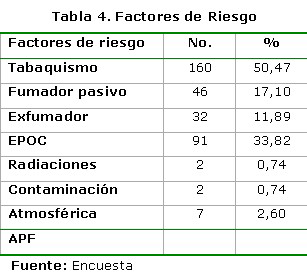 Tabla 4. Factores de Riesgo
Factores de riesgo No. %
Tabaquismo 160 50,47
Fumador pasivo 46 17,10
Exfumador 32 11,89
EPOC 91 33,82
Radiaciones 2 0,74
Contaminación 2 0,74
Atmosférica 7 2,60
APF
Fuente: Encuesta